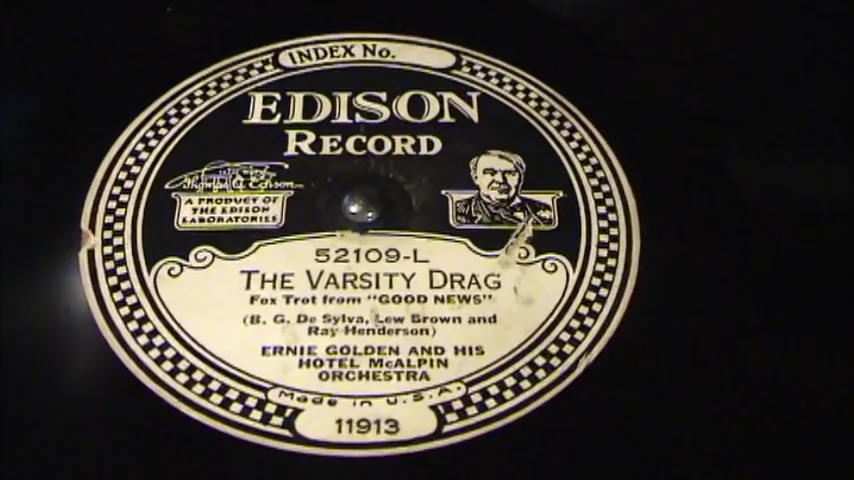 INDEX No.
EDISON
RECORD
Thomas A Edison
A PRODUCT OF
THE EDISON
LABORATORIES
52109-L
THE VARSITY DRAG
Fox Trot from "GOOD NEWS"
(B. G. De Sylva, Lew Brown and
Ray Henderson)
ERNIE GOLDEN AND HIS
HOTEL McALPIN
ORCHESTRA
Made in U.S.A.
11913